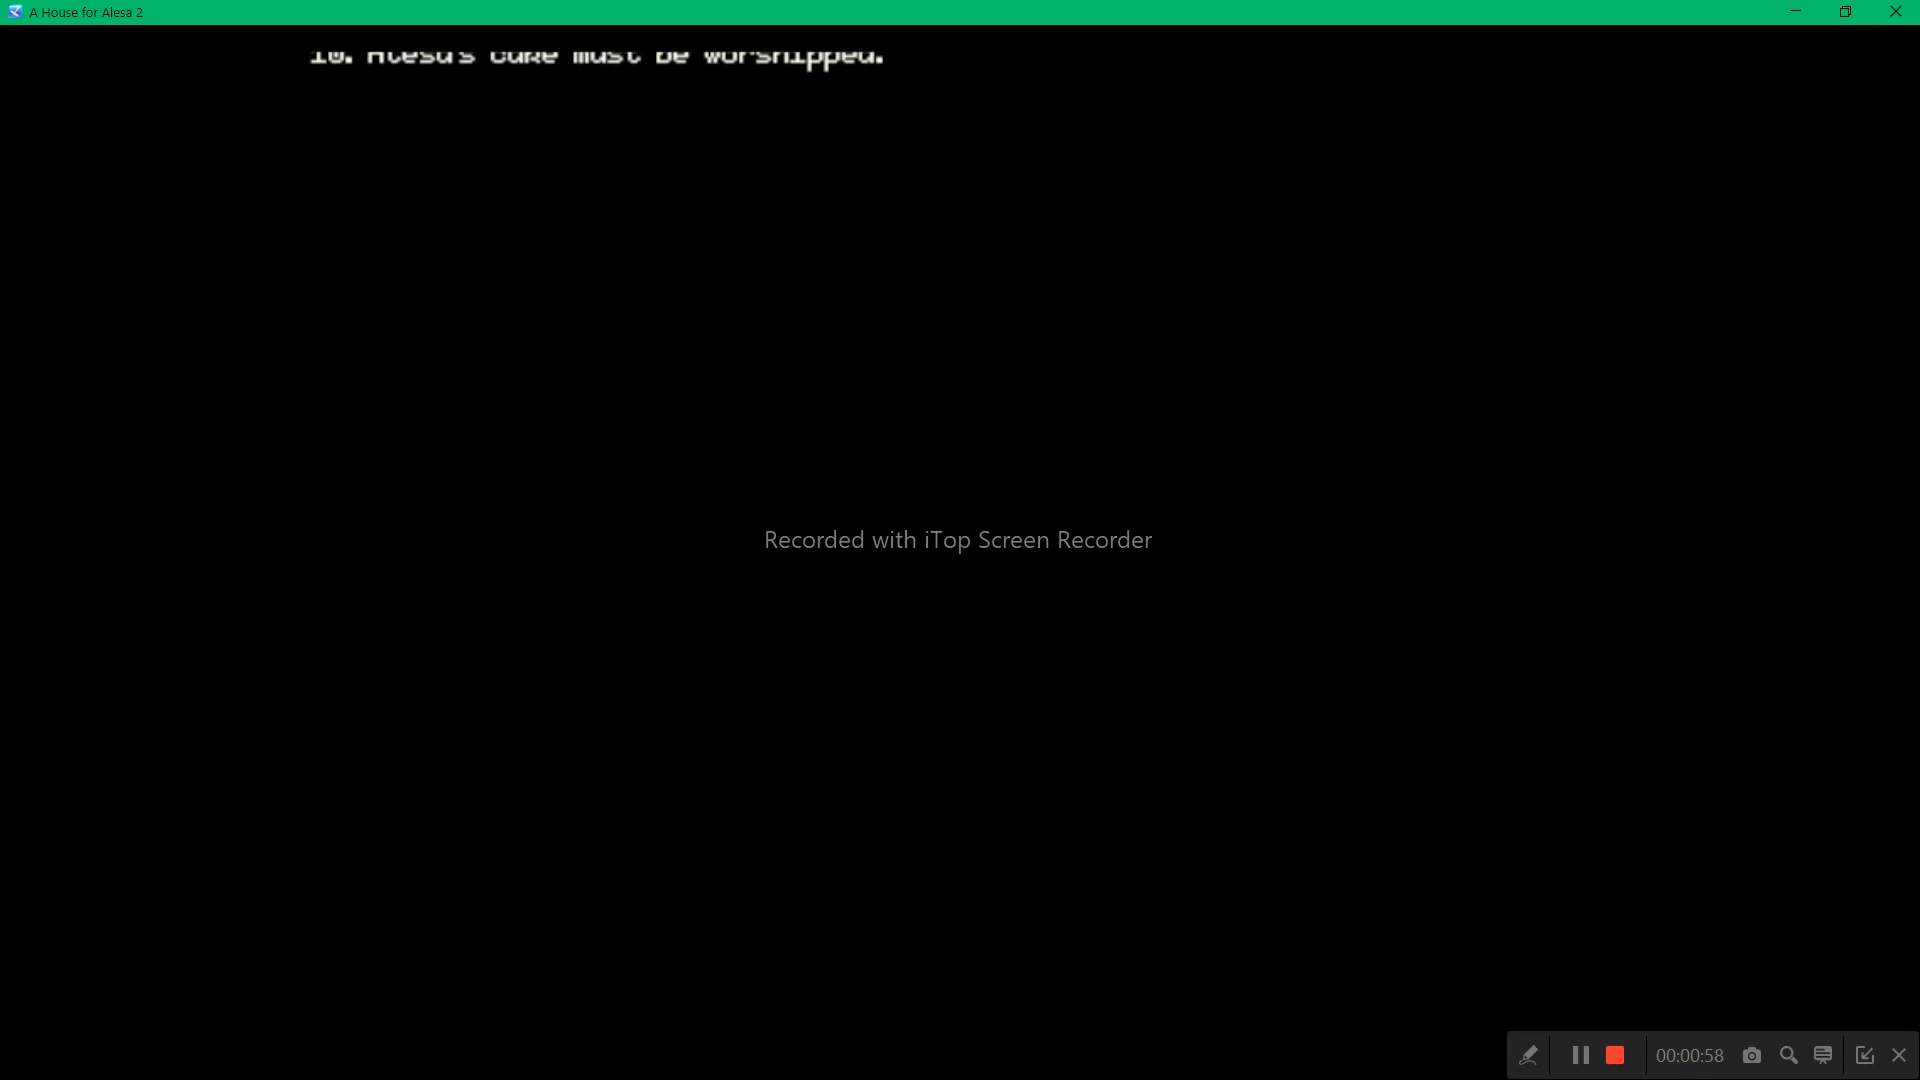 A House for Alesa 2
10. Alesa's cake must be worshipped.
Recorded with iTop Screen Recorder
00:00:58